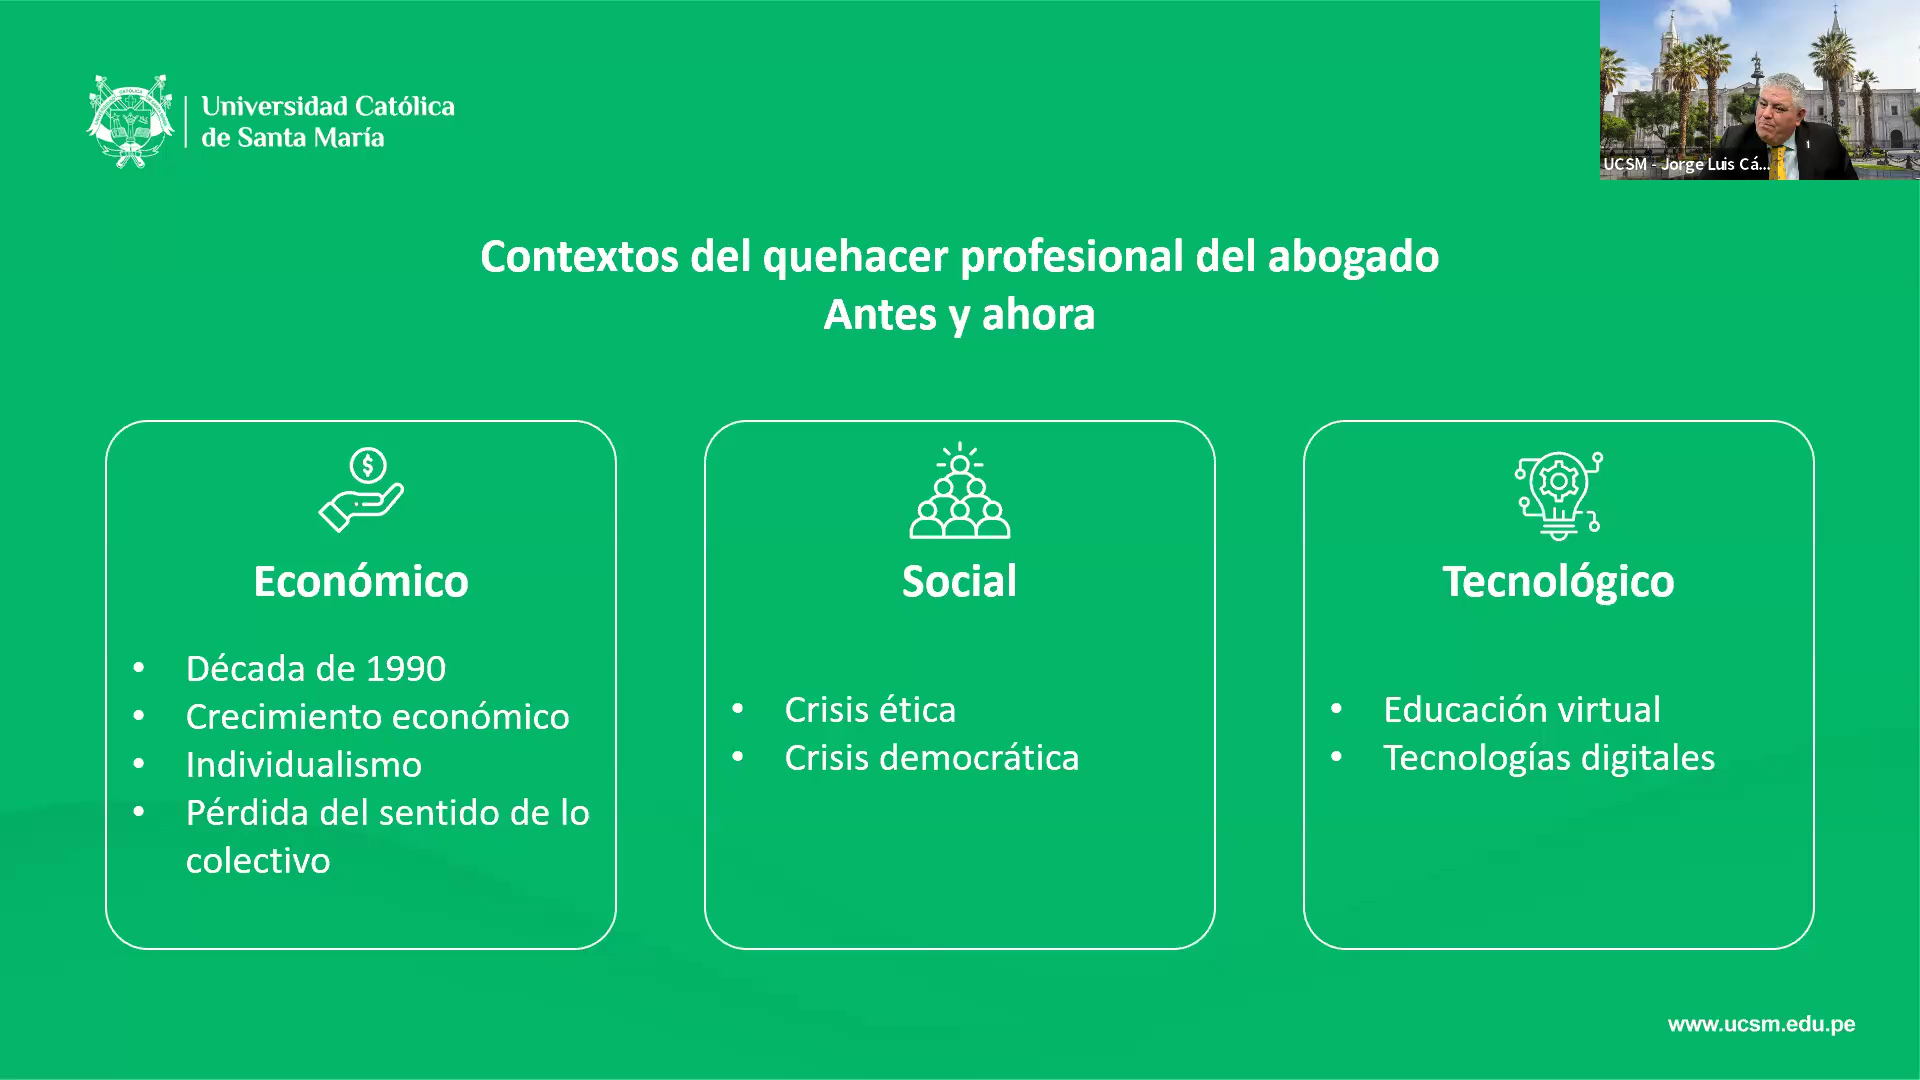 Universidad Católica
de Santa María
UCSM - Jorge Luis Cá...
Contextos del quehacer profesional del abogado
Antes y ahora
$
Económico
• Década de 1990
• Crecimiento económico
• Individualismo
• Pérdida del sentido de lo
colectivo
Social
• Crisis ética
• Crisis democrática
Tecnológico
• Educación virtual
• Tecnologías digitales
www.ucsm.edu.pe